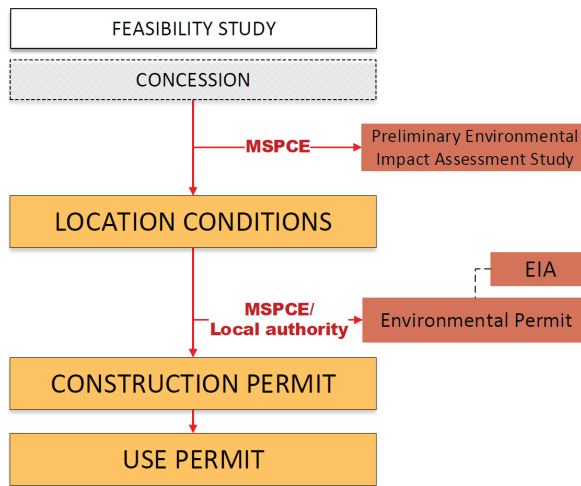 FEASIBILITY STUDY
CONCESSION
MSPCE
Preliminary Environmental
Impact Assessment Study
LOCATION CONDITIONS
EIA
MSPCE/
Local authority
Environmental Permit
CONSTRUCTION PERMIT
USE PERMIT